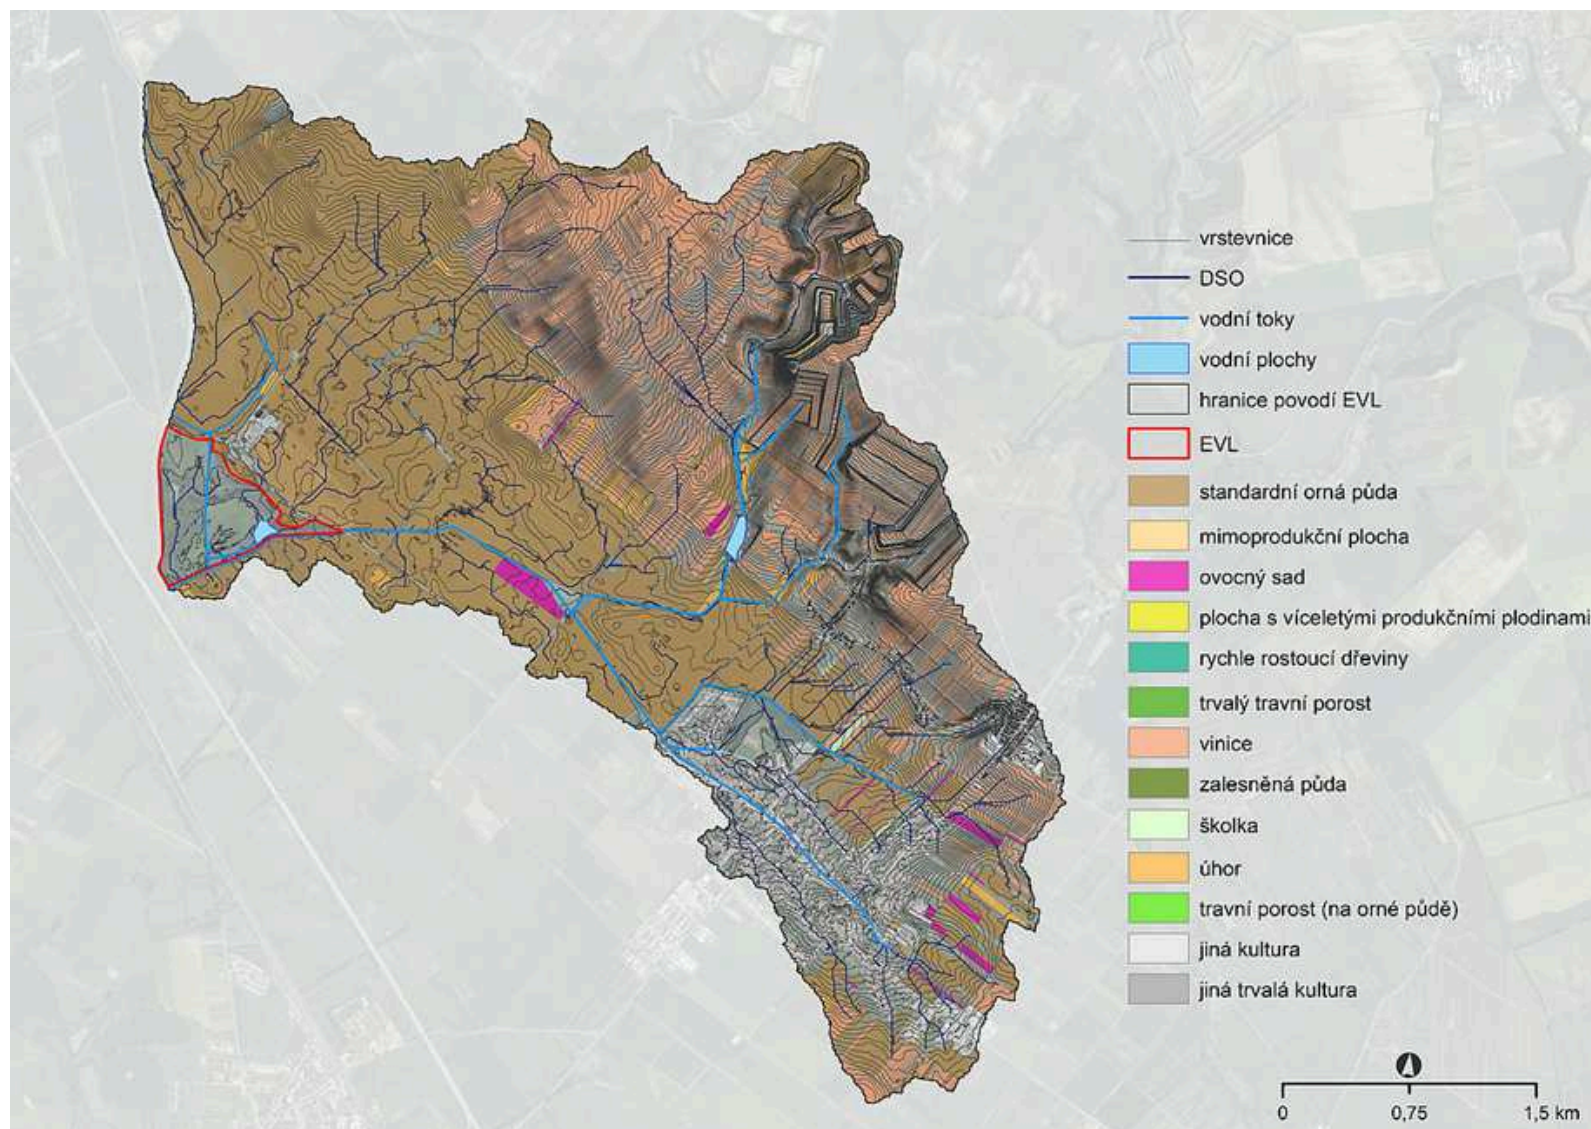 vrstevnice
DSO
vodní toky
vodní plochy
hranice povodí EVL
EVL
standardní orná půda
mimoprodukční plocha
ovocný sad
plocha s víceletými produkčními plodinami
rychle rostoucí dřeviny
trvalý travní porost
vinice
zalesněná půda
školka
úhor
travní porost (na orné půdě)
jiná kultura
jiná trvalá kultura
0 0,75 1,5 km